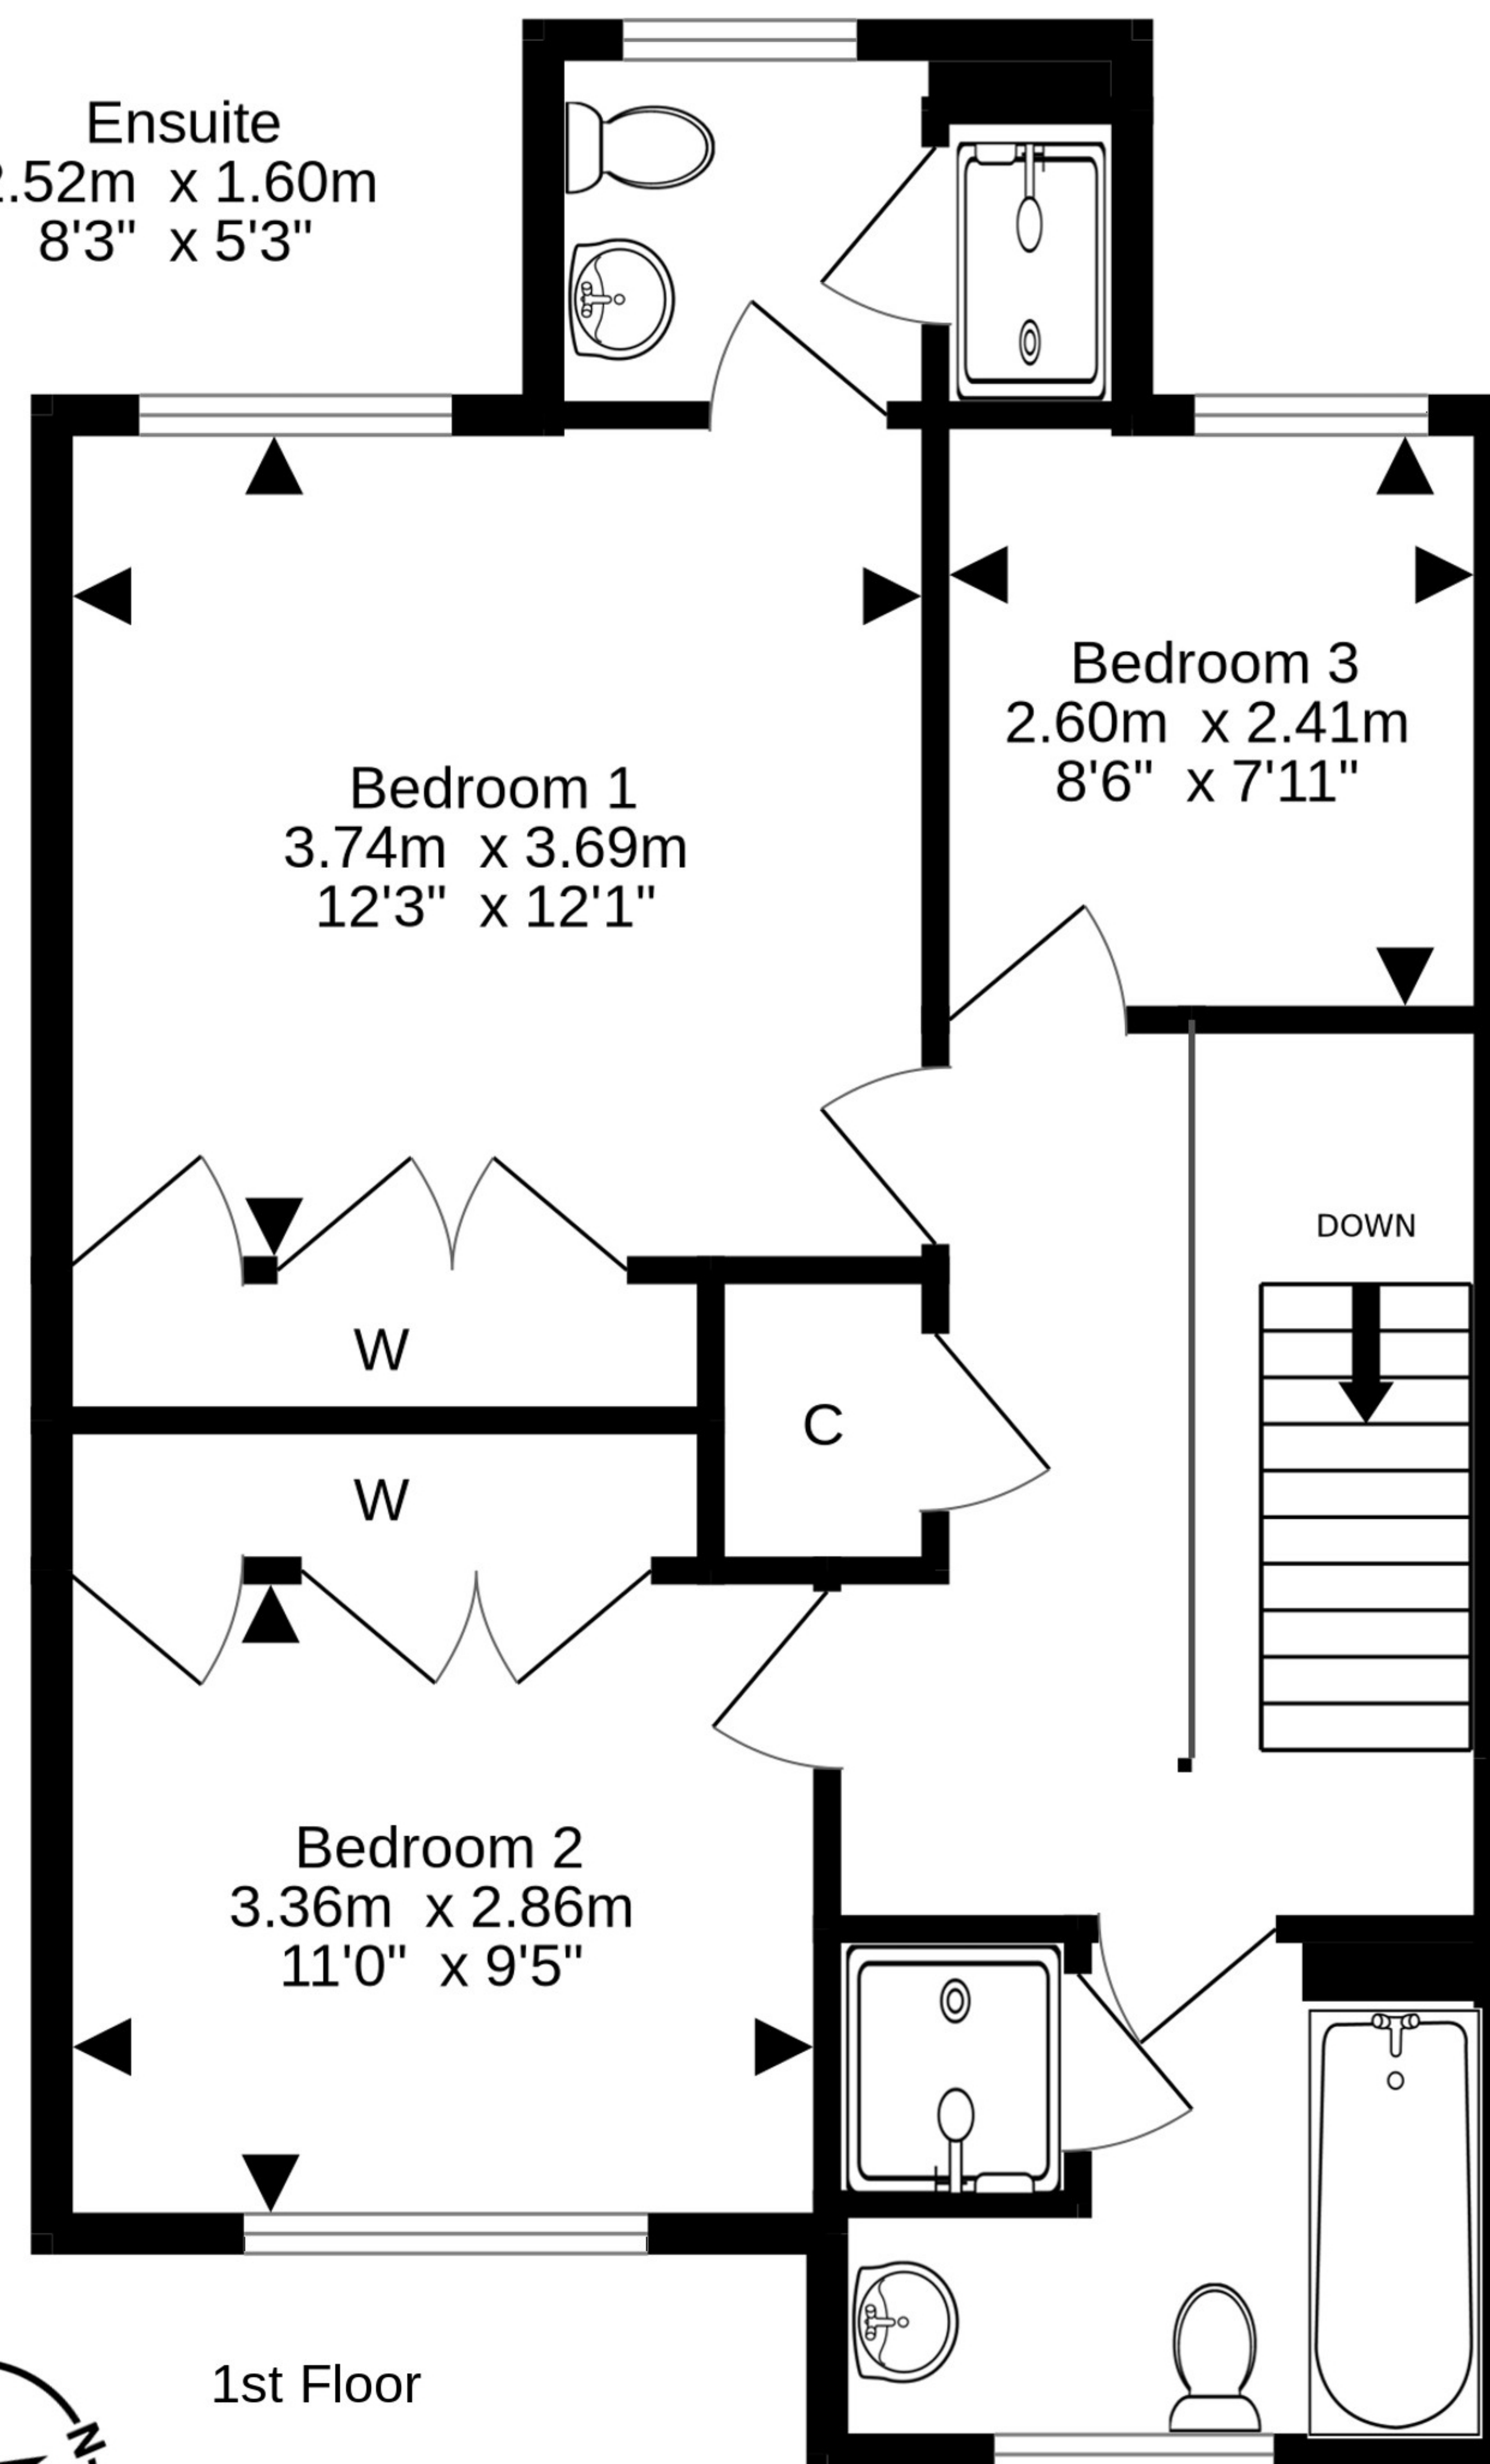 Ensuite
.52m x 1.60m
8'3" x 5'3"
Bedroom 3
2.60m x 2.41m
8'6" x 7'11"
Bedroom 1
3.74m x 3.69m
12'3" x 12'1"
DOWN
W
C
W
Bedroom 2
3.36m x 2.86m
11'0" x 9'5"
1st Floor
N